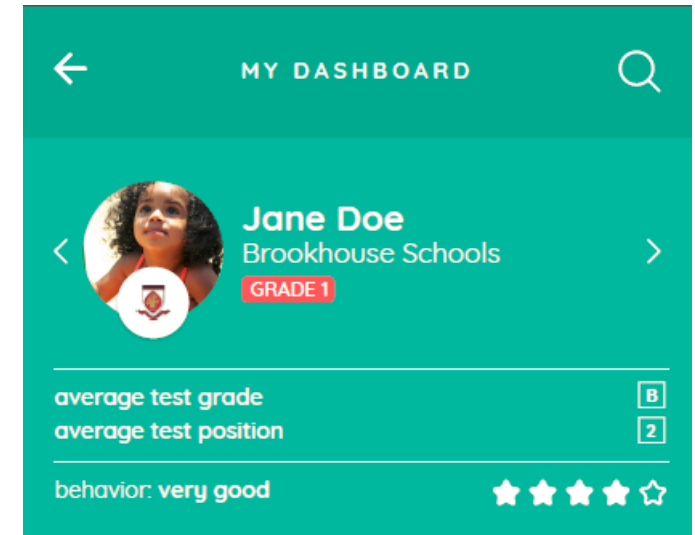 MY DASHBOARD
Jane Doe
Brookhouse Schools
GRADE 1
average test grade B
average test position 2
behavior: very good